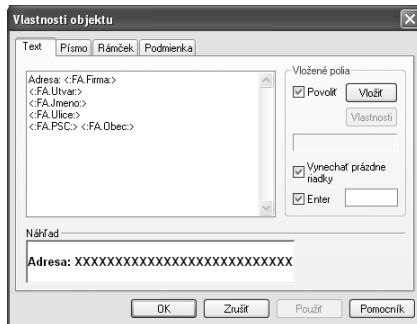 Vlastnosti objektu
Text Písmo Rámček Podmienka
Adresa: <:FA.Firma:>
<:FA.Utvar:>
<:FA.Jmeno:>
<:FA.Ulice:>
<:FA.PSC:> <:FA.Obec:>
Vložené polia
Povoliť Vložiť
Vlastnosti
Vynechať prázdne
riadky
Enter
Náhľad
Adresa: XXXXXXXXXXXXXXXXXXXXXXXXXXX
OK Zrušiť Použiť Pomocník